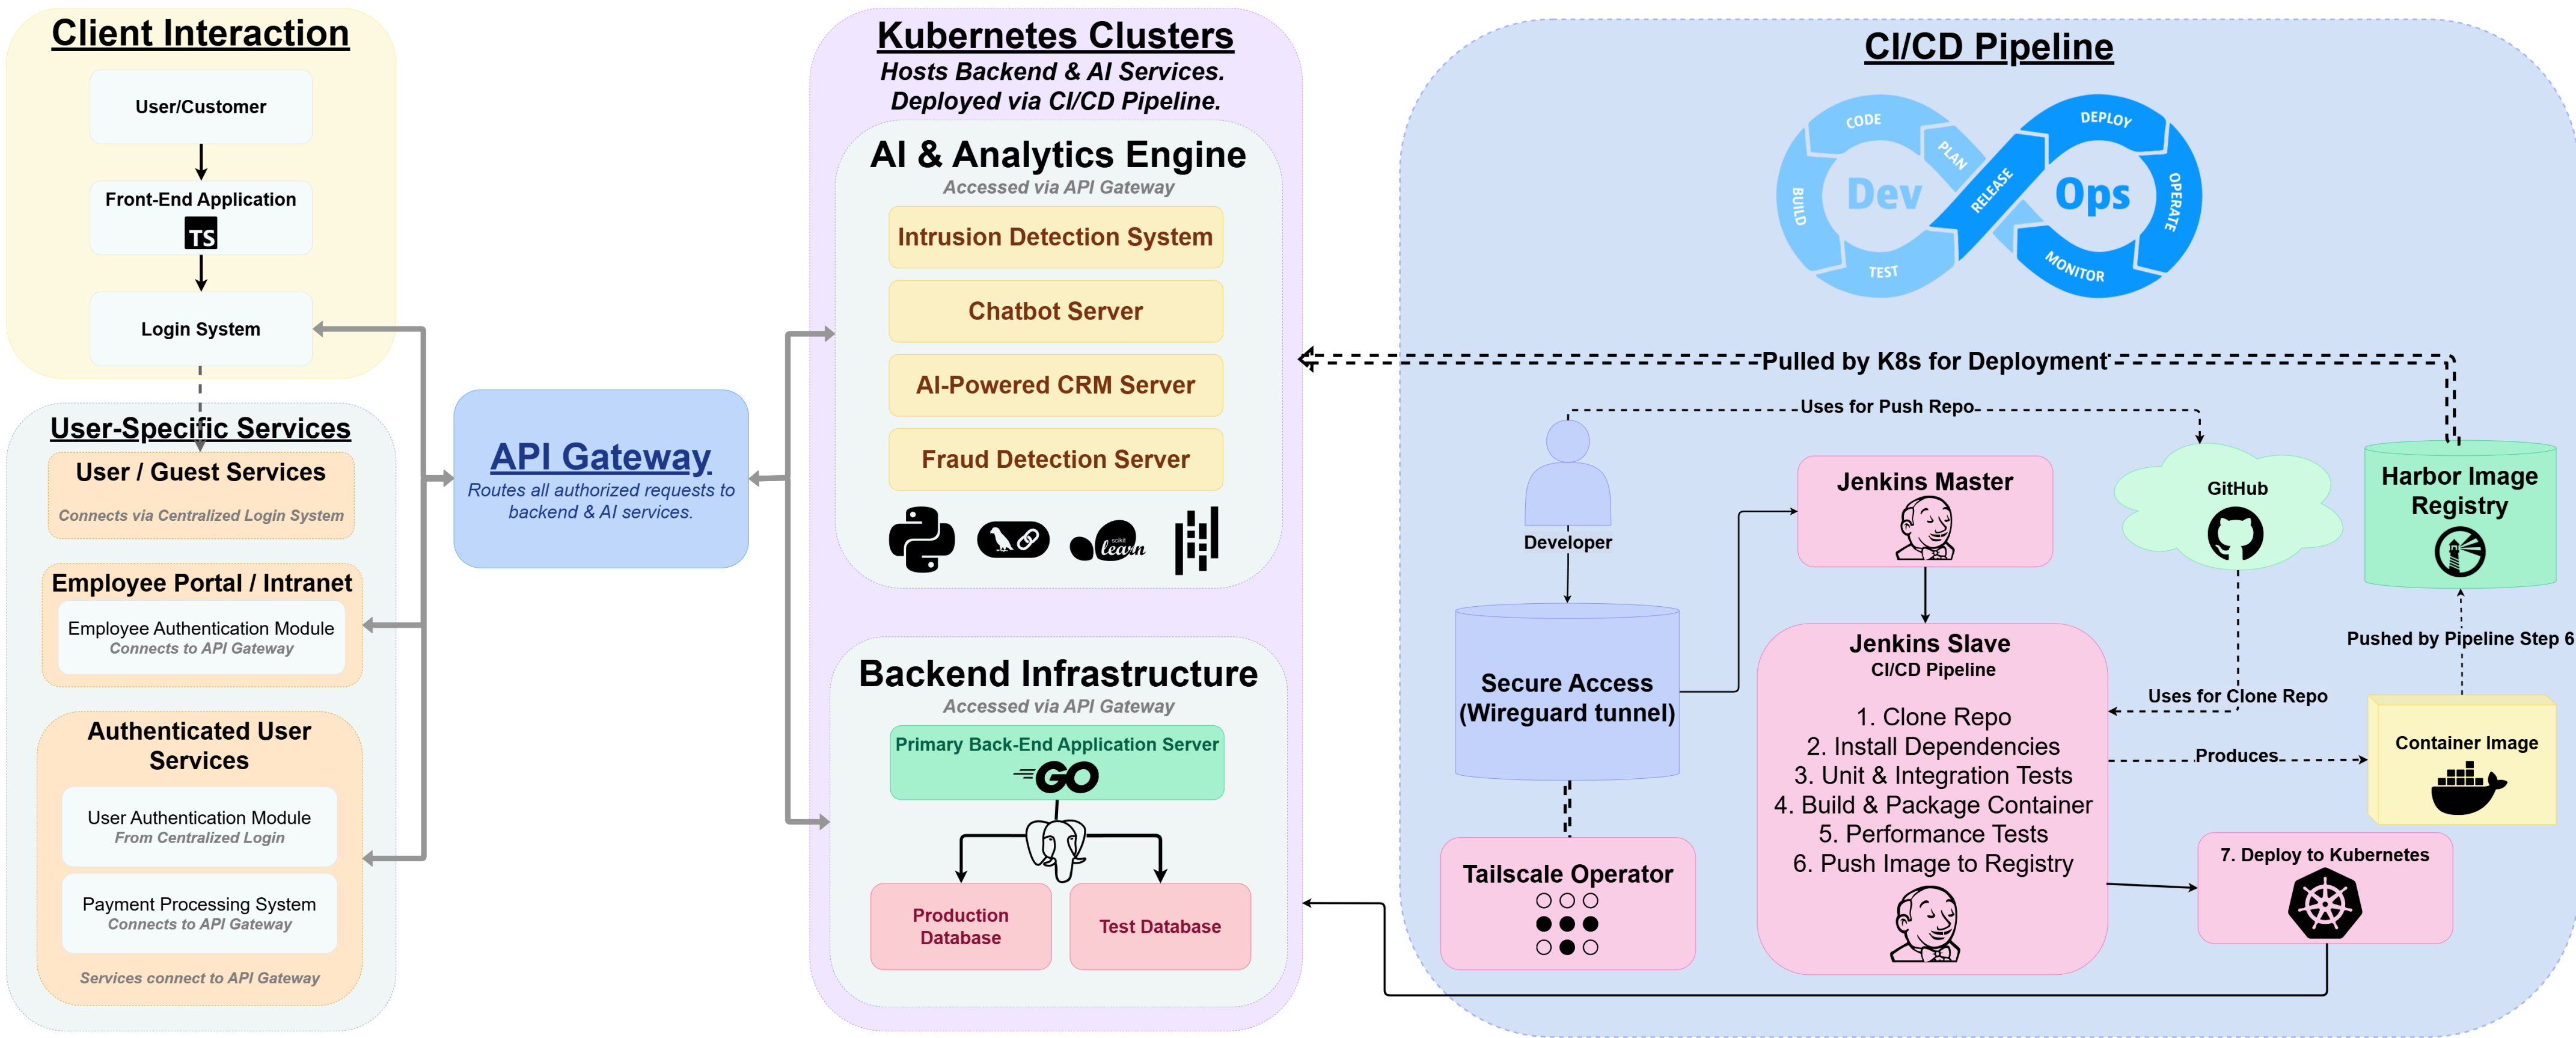 Client Interaction
User/Customer
Front-End Application
TS
Login System
User-Specific Services
User / Guest Services
Connects via Centralized Login System
Employee Portal / Intranet
Employee Authentication Module
Connects to API Gateway
Authenticated User
Services
User Authentication Module
From Centralized Login
Payment Processing System
Connects to API Gateway
Services connect to API Gateway
API Gateway
Routes all authorized requests to
backend & AI services.
Kubernetes Clusters
Hosts Backend & AI Services.
Deployed via CI/CD Pipeline.
AI & Analytics Engine
Accessed via API Gateway
Intrusion Detection System
Chatbot Server
AI-Powered CRM Server
Fraud Detection Server
scikit
learn
Backend Infrastructure
Accessed via API Gateway
Primary Back-End Application Server
GO
Production
Database
Test Database
CI/CD Pipeline
CODE
PLAN
BUILD
TEST
Dev
RELEASE
DEPLOY
OPERATE
MONITOR
Ops
Pulled by K8s for Deployment
Uses for Push Repo
Developer
Secure Access
(Wireguard tunnel)
Tailscale Operator
Jenkins Master
Jenkins Slave
CI/CD Pipeline
1. Clone Repo
2. Install Dependencies
3. Unit & Integration Tests
4. Build & Package Container
5. Performance Tests
6. Push Image to Registry
GitHub
Uses for Clone Repo
Produces
Harbor Image
Registry
Pushed by Pipeline Step 6
Container Image
7. Deploy to Kubernetes